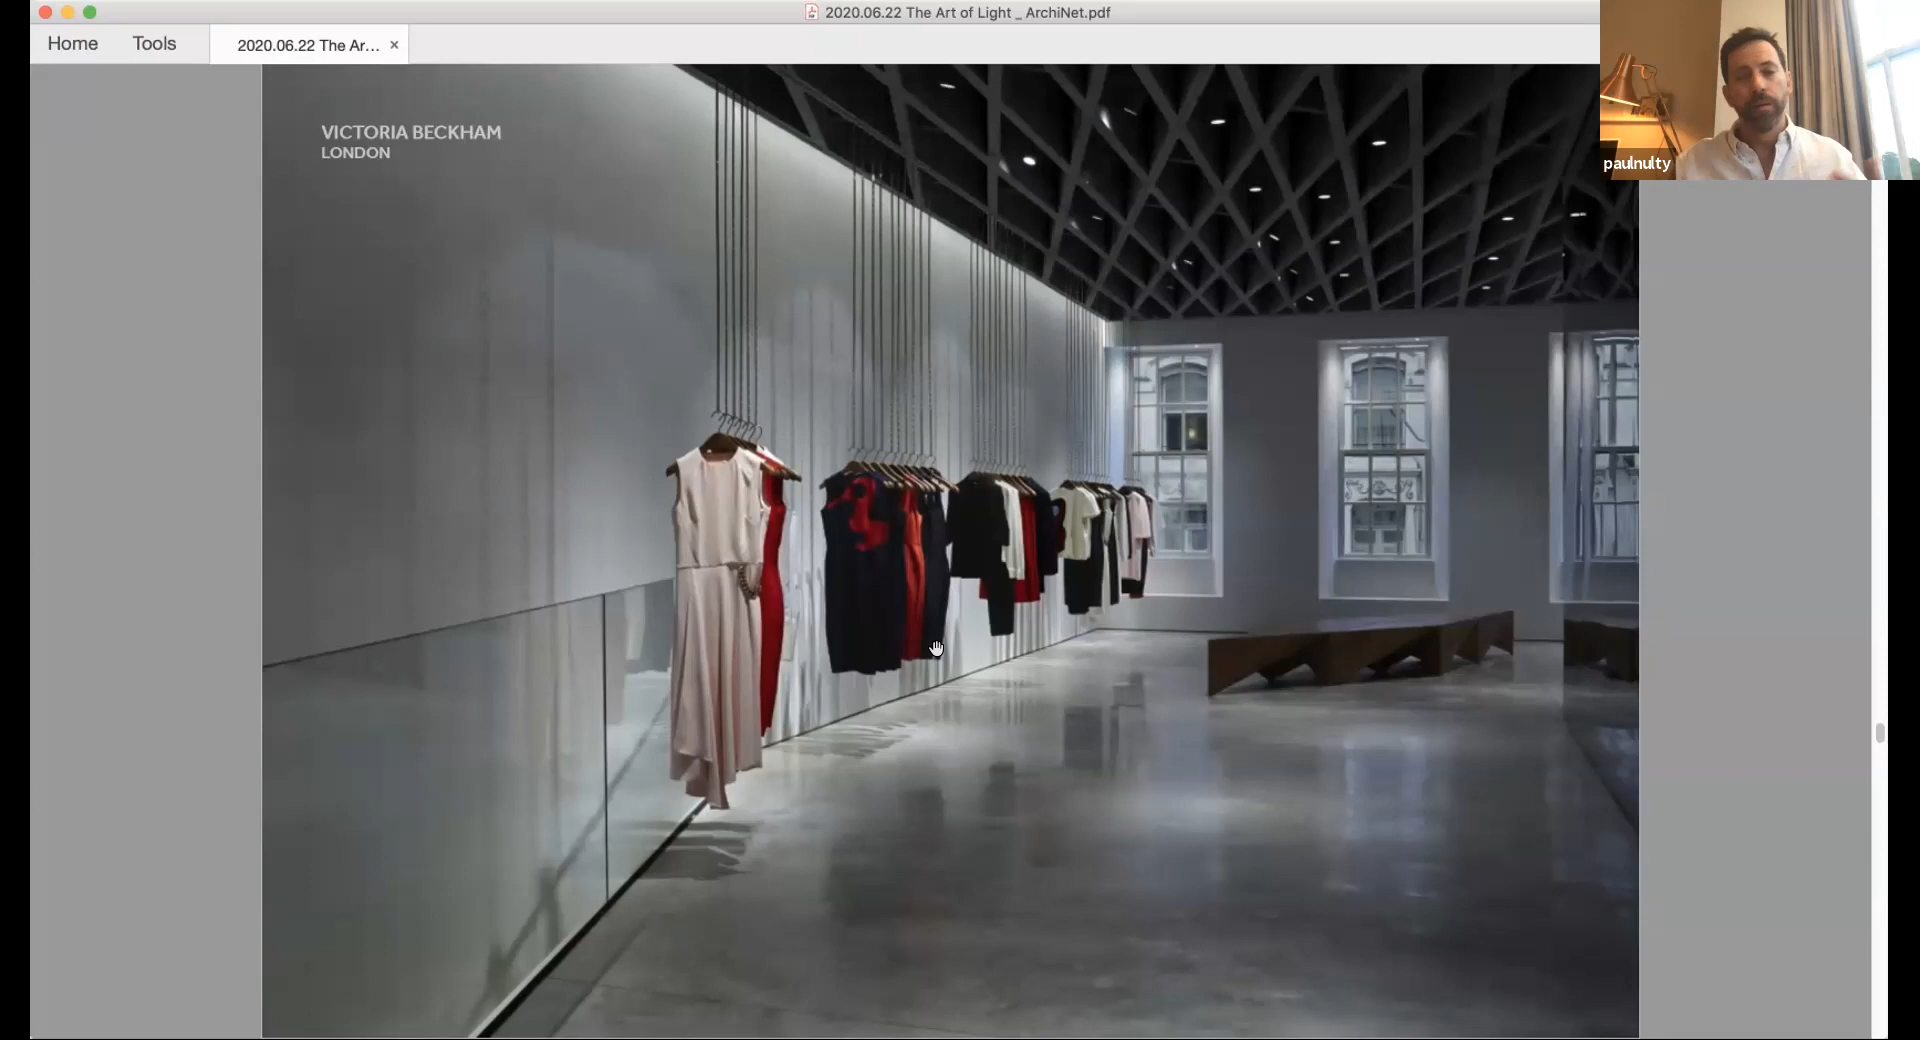 2020.06.22 The Art of Light _ ArchiNet.pdf
Home
Tools
2020.06.22 The Ar...
VICTORIA BECKHAM
LONDON
paulnulty